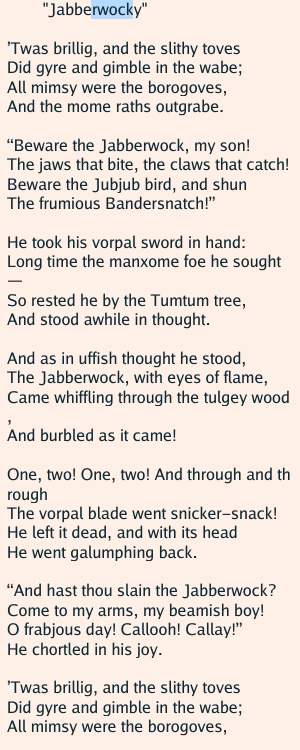 "Jabberwocky"
’Twas brillig, and the slithy toves
Did gyre and gimble in the wabe;
All mimsy were the borogoves,
And the mome raths outgrabe.
“Beware the Jabberwock, my son!
The jaws that bite, the claws that catch!
Beware the Jubjub bird, and shun
The frumious Bandersnatch!”
He took his vorpal sword in hand:
Long time the manxome foe he sought
—
So rested he by the Tumtum tree,
And stood awhile in thought.
And as in uffish thought he stood,
The Jabberwock, with eyes of flame,
Came whiffling through the tulgey wood
,
And burbled as it came!
One, two! One, two! And through and th
rough
The vorpal blade went snicker–snack!
He left it dead, and with its head
He went galumphing back.
“And hast thou slain the Jabberwock?
Come to my arms, my beamish boy!
O frabjous day! Callooh! Callay!”
He chortled in his joy.
’Twas brillig, and the slithy toves
Did gyre and gimble in the wabe;
All mimsy were the borogoves,